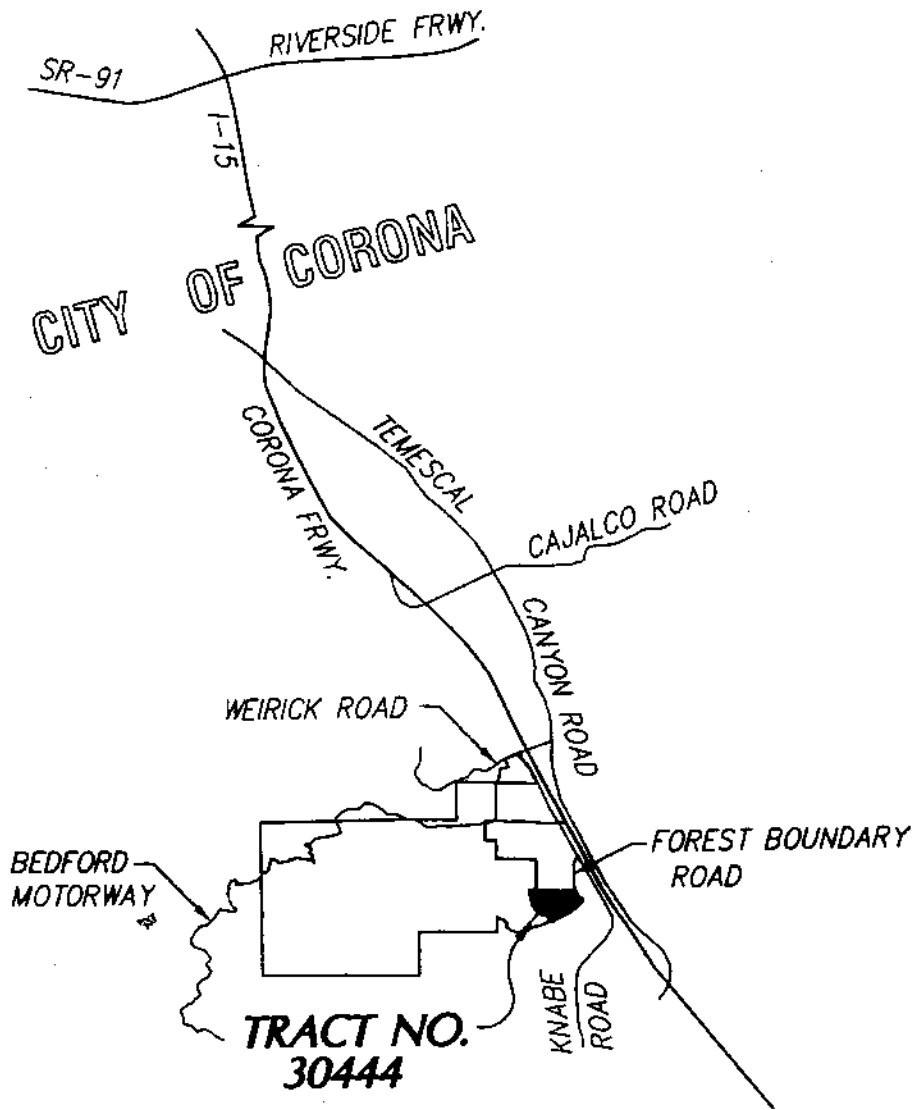 RIVERSIDE FRWY.
SR-91
I-15
CITY OF CORONA
CORONA FRWY.
TEMESCAL
CAJALCO ROAD
CANYON ROAD
WEIRICK ROAD
FOREST BOUNDARY
ROAD
BEDFORD
MOTORWAY
KNABE
ROAD
TRACT NO.
30444